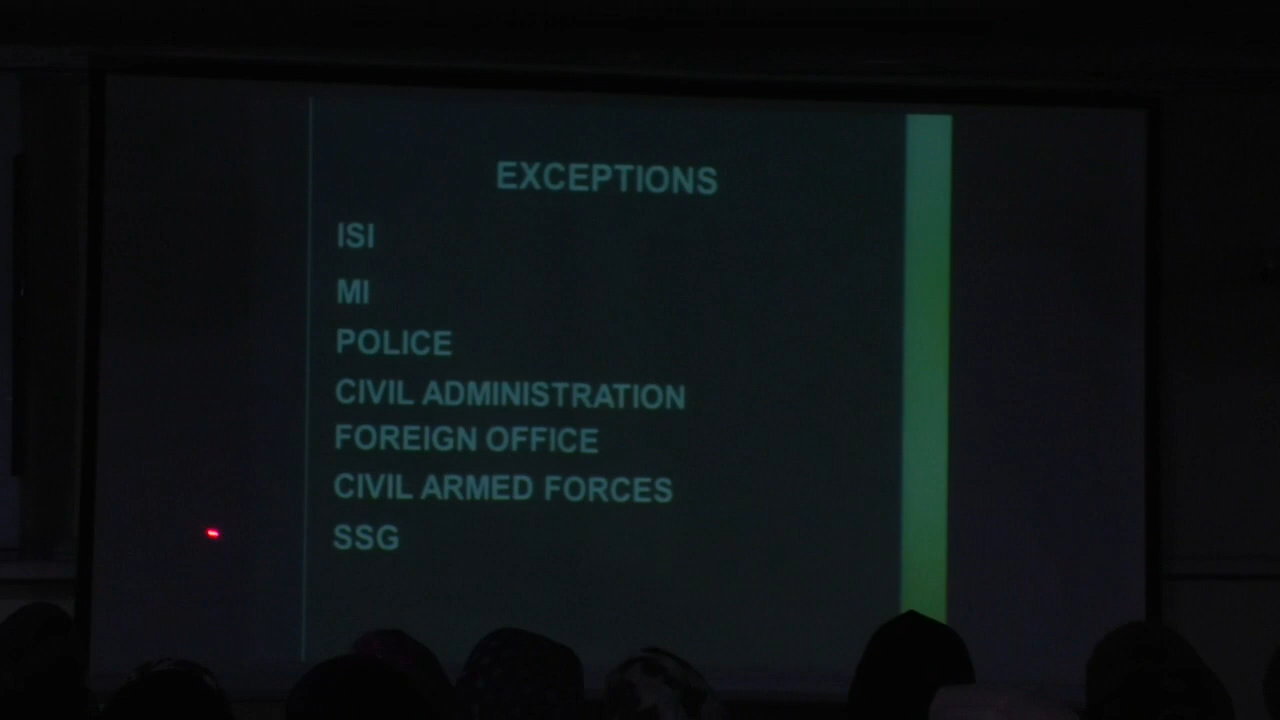 EXCEPTIONS
ISI
MI
POLICE
CIVIL ADMINISTRATION
FOREIGN OFFICE
CIVIL ARMED FORCES
SSG